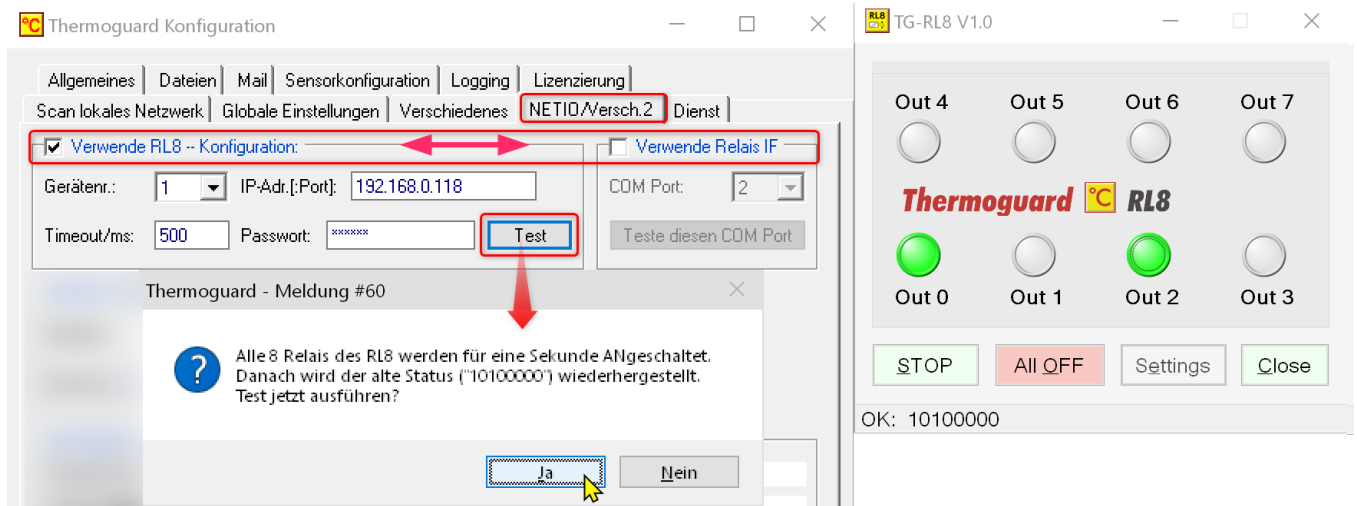 °C Thermoguard Konfiguration
Allgemeines Dateien Mail Sensorkonfiguration Logging Lizenzierung
Scan lokales Netzwerk Globale Einstellungen Verschiedenes NETIO/Versch.2 Dienst
Verwende RL8 -- Konfiguration: Verwende Relais IF
Gerätenr.: 1 IP-Adr.[:Port]: 192.168.0.118 COM Port: 2
Timeout/ms: 500 Passwort: ****** Test Teste diesen COM Port
Thermoguard - Meldung #60
Alle 8 Relais des RL8 werden für eine Sekunde ANgeschaltet.
Danach wird der alte Status ("10100000") wiederhergestellt.
Test jetzt ausführen?
Ja Nein
RL8 TG-RL8 V1.0
Out 4 Out 5 Out 6 Out 7
Thermoguard °C RL8
Out 0 Out 1 Out 2 Out 3
STOP All OFF Settings Close
OK: 10100000